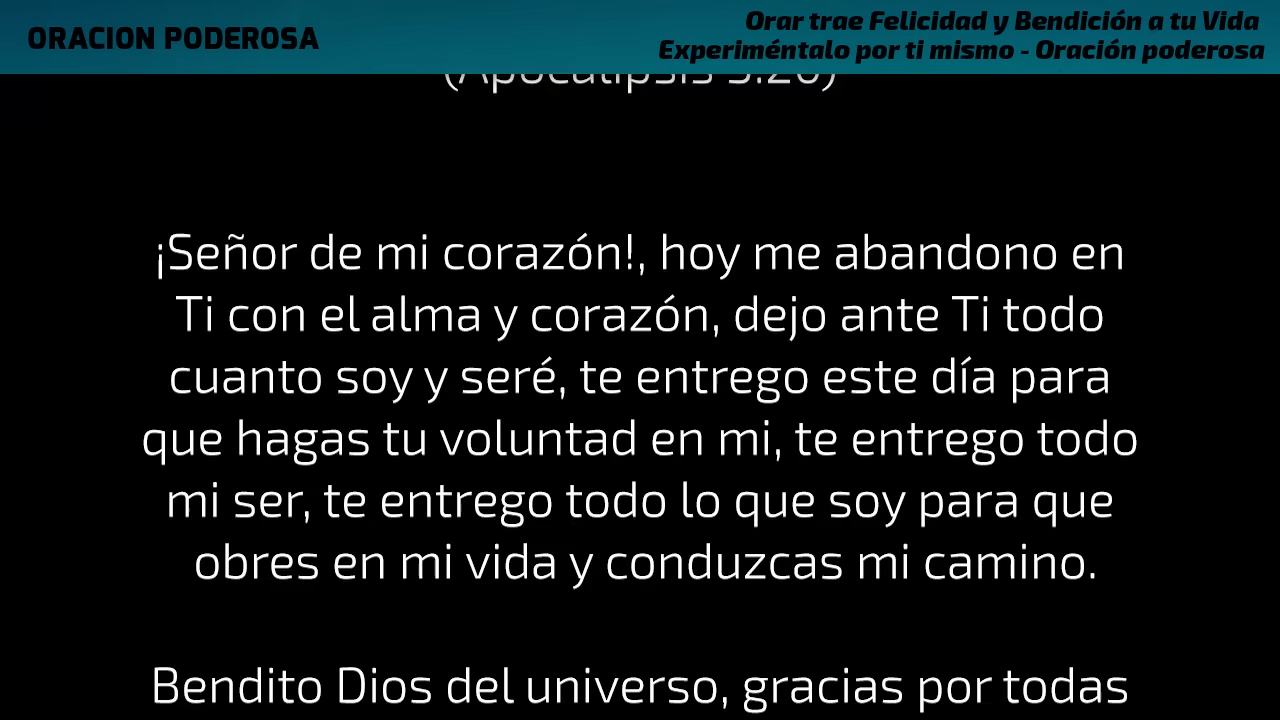 ORACION PODEROSA
Orar trae Felicidad y Bendición a tu Vida
Experiméntalo por ti mismo - Oración poderosa
(Apocalipsis
¡Señor de mi corazón!, hoy me abandono en
Ti con el alma y corazón, dejo ante Ti todo
cuanto soy y seré, te entrego este día para
que hagas tu voluntad en mi, te entrego todo
mi ser, te entrego todo lo que soy para que
obres en mi vida y conduzcas mi camino.
Bendito Dios del universo, gracias por todas